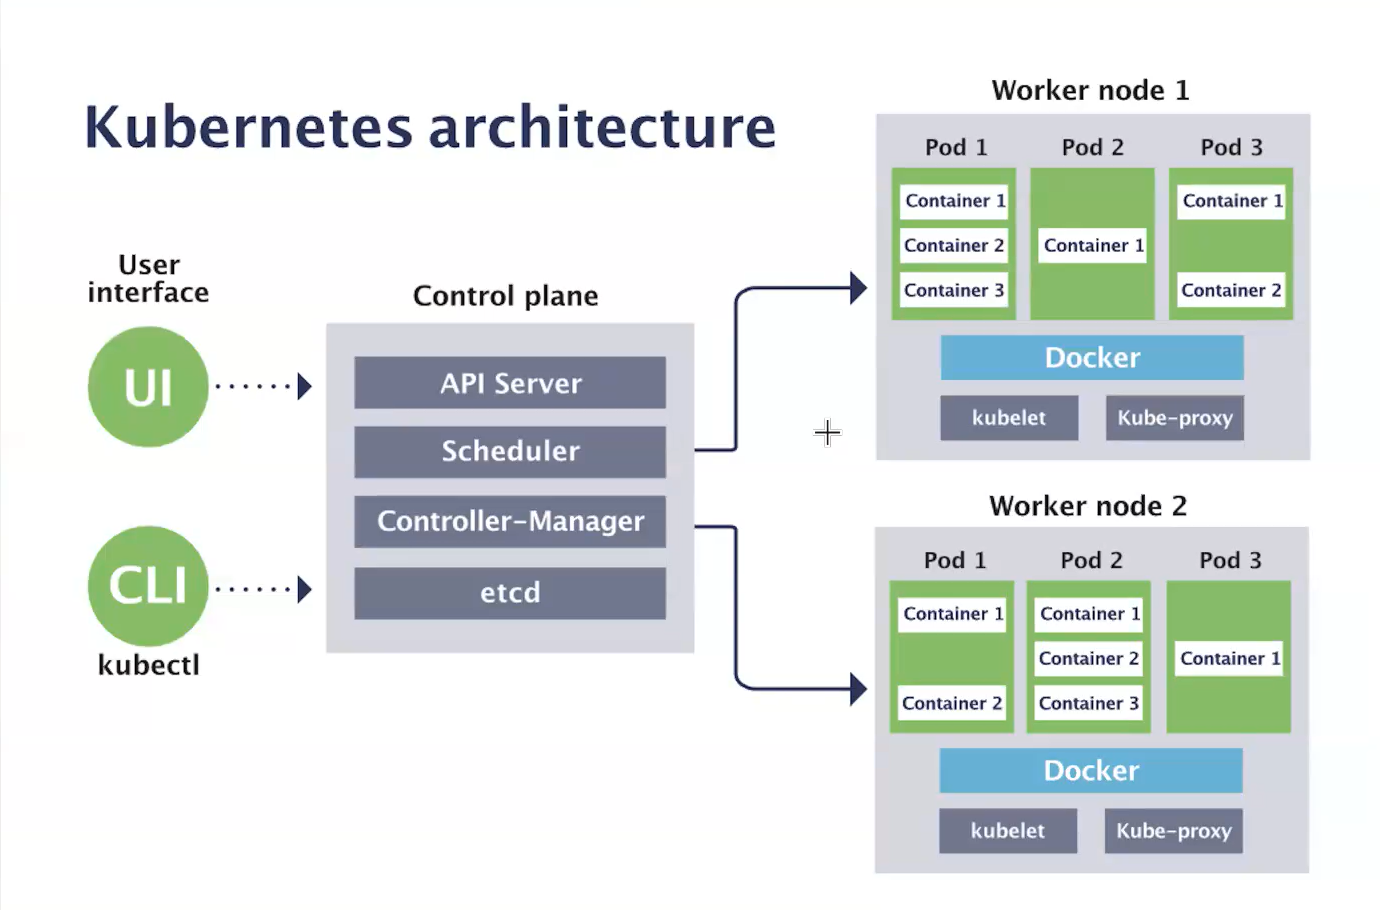 Kubernetes architecture
User
interface
UI
CLI
kubectl
Control plane
API Server
Scheduler
Controller-Manager
etcd
Worker node 1
Pod 1
Container 1
Container 2
Container 3
Pod 2
Container 1
Pod 3
Container 1
Container 2
Docker
kubelet
Kube-proxy
Worker node 2
Pod 1
Container 1
Container 2
Pod 2
Container 1
Container 2
Container 3
Pod 3
Container 1
Docker
kubelet
Kube-proxy